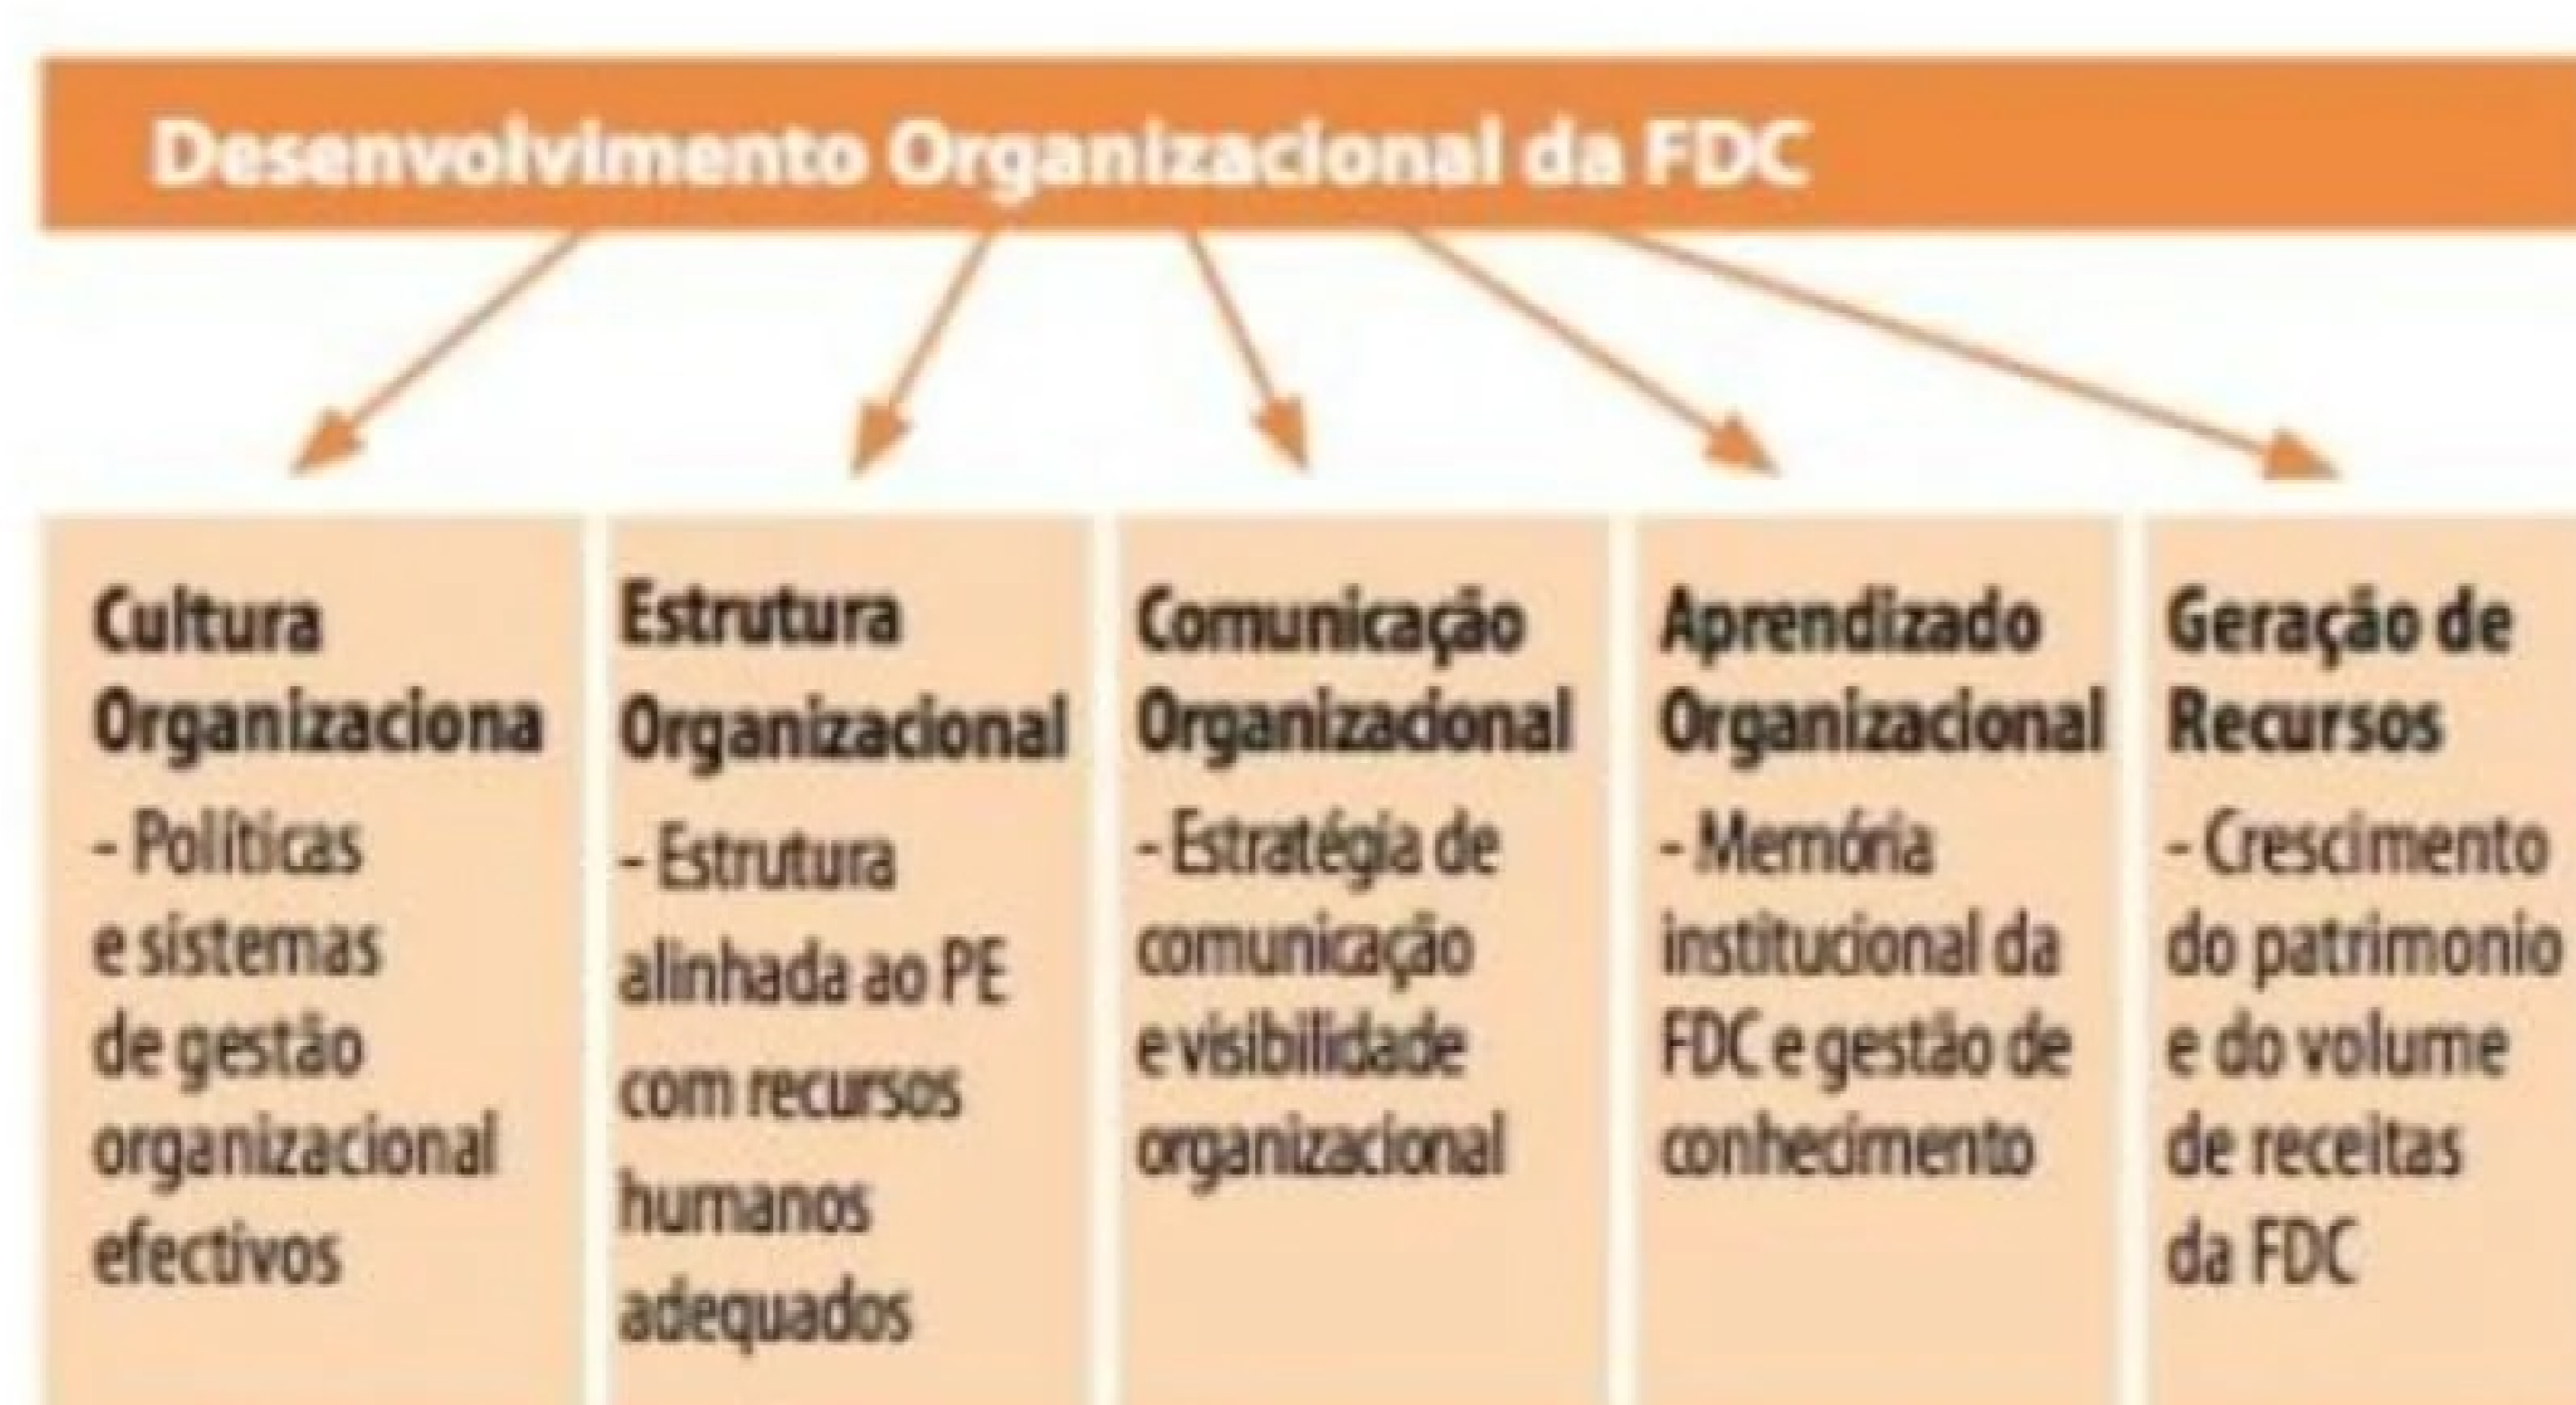 Desenvolvimento Organizacional da FDC
Cultura
Organizaciona
- Políticas
e sistemas
de gestão
organizacional
efectivos
Estrutura
Organizacional
- Estrutura
alinhada ao PE
com recursos
humanos
adequados
Comunicação
Organizacional
- Estratégia de
comunicação
e visibilidade
organizacional
Aprendizado
Organizacional
- Memória
institucional da
FDC e gestão de
conhecimento
Geração de
Recursos
- Crescimento
do patrimonio
e do volume
de receitas
da FDC